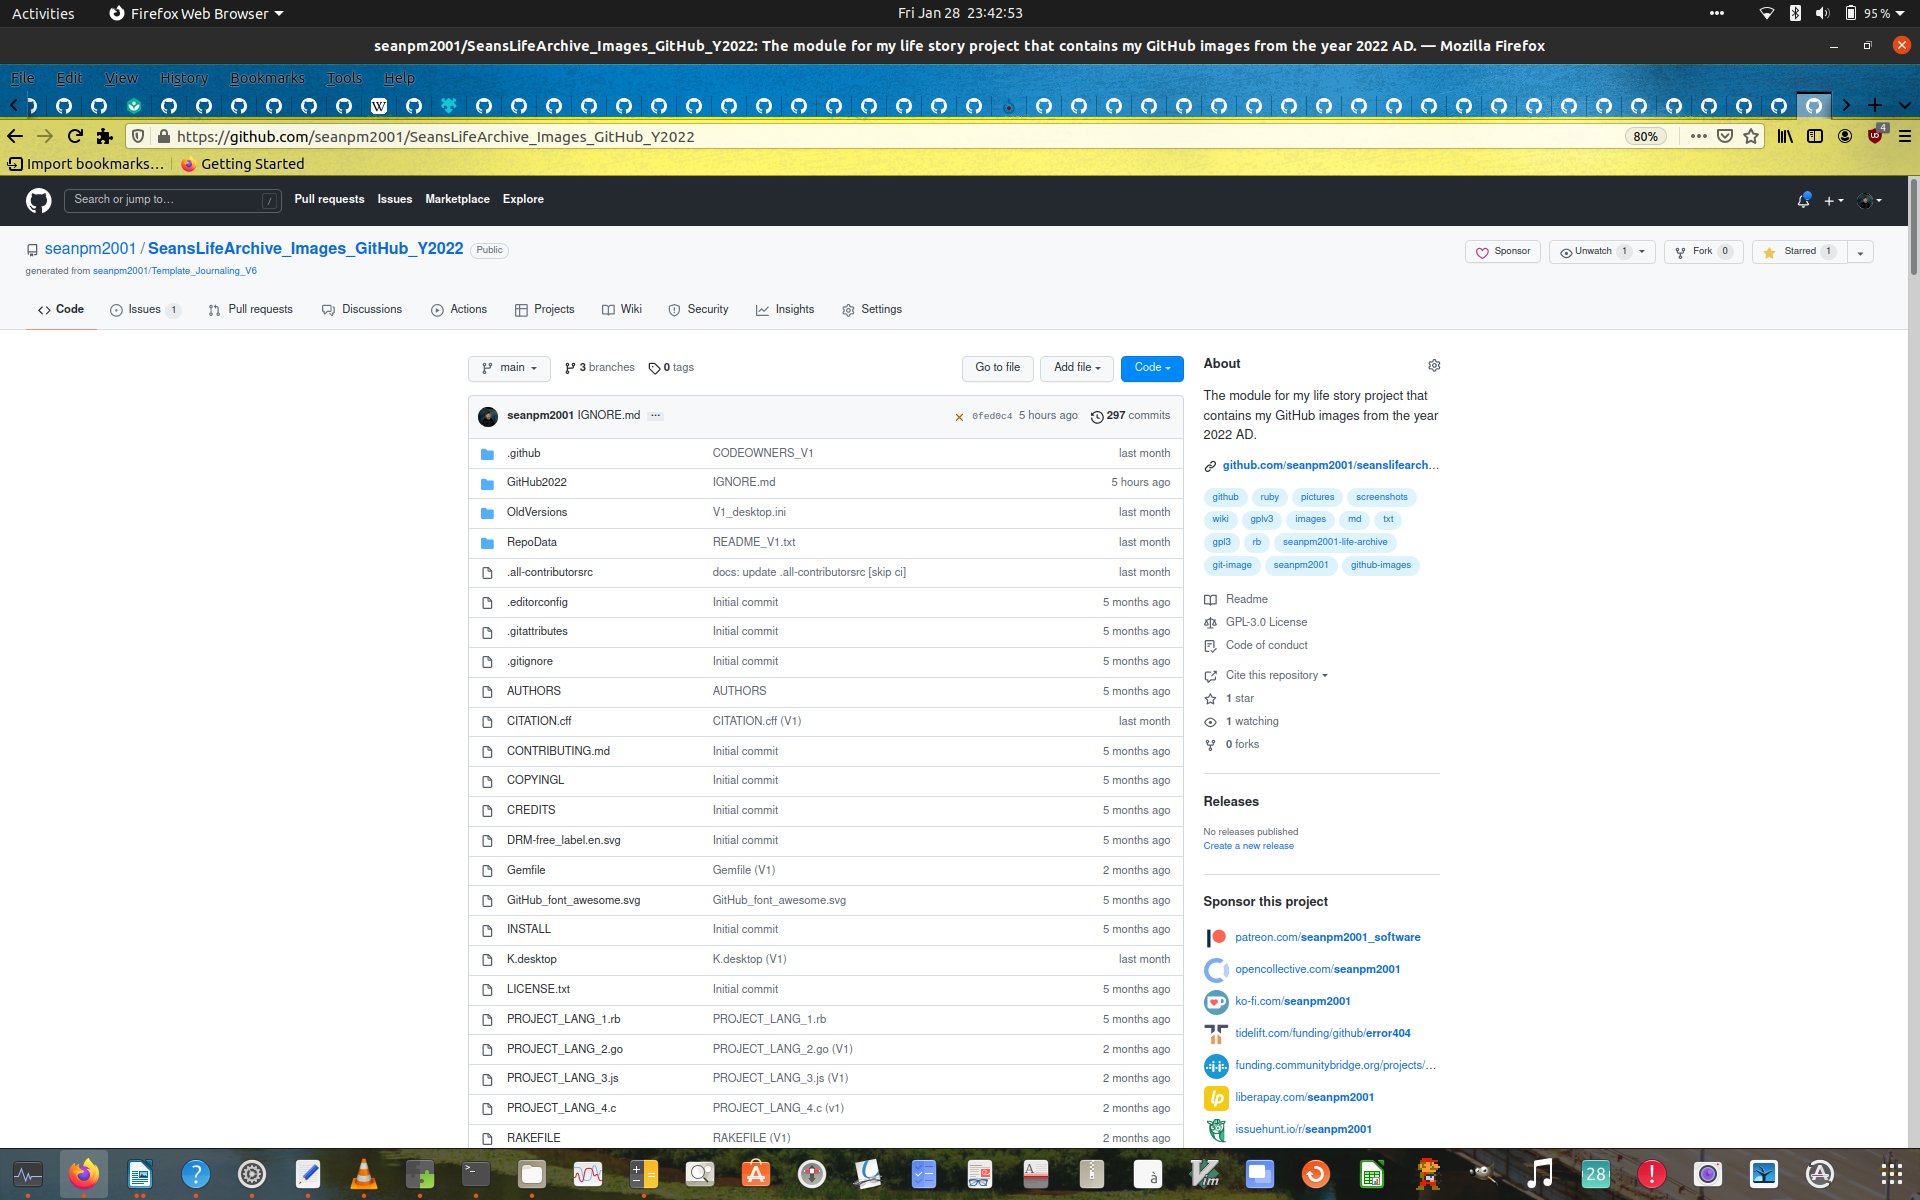 Activities Firefox Web Browser Fri Jan 28 23:42:53 95%
seanpm2001/SeansLifeArchive_Images_GitHub_Y2022: The module for my life story project that contains my GitHub images from the year 2022 AD. — Mozilla Firefox
File Edit View History Bookmarks Tools Help
https://github.com/seanpm2001/SeansLifeArchive_Images_GitHub_Y2022 80% 4
Import bookmarks… Getting Started
Search or jump to… / Pull requests Issues Marketplace Explore
seanpm2001 / SeansLifeArchive_Images_GitHub_Y2022 Public Sponsor Unwatch 1 Fork 0 Starred 1
generated from seanpm2001/Template_Journaling_V6
Code Issues 1 Pull requests Discussions Actions Projects Wiki Security Insights Settings
main 3 branches 0 tags Go to file Add file Code
seanpm2001 IGNORE.md ... 0fed0c4 5 hours ago 297 commits
.github CODEOWNERS_V1 last month
GitHub2022 IGNORE.md 5 hours ago
OldVersions V1_desktop.ini last month
RepoData README_V1.txt last month
.all-contributorsrc docs: update .all-contributorsrc [skip ci] last month
.editorconfig Initial commit 5 months ago
.gitattributes Initial commit 5 months ago
.gitignore Initial commit 5 months ago
AUTHORS AUTHORS 5 months ago
CITATION.cff CITATION.cff (V1) last month
CONTRIBUTING.md Initial commit 5 months ago
COPYINGL Initial commit 5 months ago
CREDITS Initial commit 5 months ago
DRM-free_label.en.svg Initial commit 5 months ago
Gemfile Gemfile (V1) 2 months ago
GitHub_font_awesome.svg GitHub_font_awesome.svg 5 months ago
INSTALL Initial commit 5 months ago
K.desktop K.desktop (V1) last month
LICENSE.txt Initial commit 5 months ago
PROJECT_LANG_1.rb PROJECT_LANG_1.rb 5 months ago
PROJECT_LANG_2.go PROJECT_LANG_2.go (V1) 2 months ago
PROJECT_LANG_3.js PROJECT_LANG_3.js (V1) 2 months ago
PROJECT_LANG_4.c PROJECT_LANG_4.c (v1) 2 months ago
RAKEFILE RAKEFILE (V1) 2 months ago
About
The module for my life story project that
contains my GitHub images from the year
2022 AD.
github.com/seanpm2001/seanslifearch…
github ruby pictures screenshots
wiki gplv3 images md txt
gpl3 rb seanpm2001-life-archive
git-image seanpm2001 github-images
Readme
GPL-3.0 License
Code of conduct
Cite this repository
1 star
1 watching
0 forks
Releases
No releases published
Create a new release
Sponsor this project
patreon.com/seanpm2001_software
opencollective.com/seanpm2001
ko-fi.com/seanpm2001
tidelift.com/funding/github/error404
funding.communitybridge.org/projects/…
liberapay.com/seanpm2001
issuehunt.io/r/seanpm2001
28